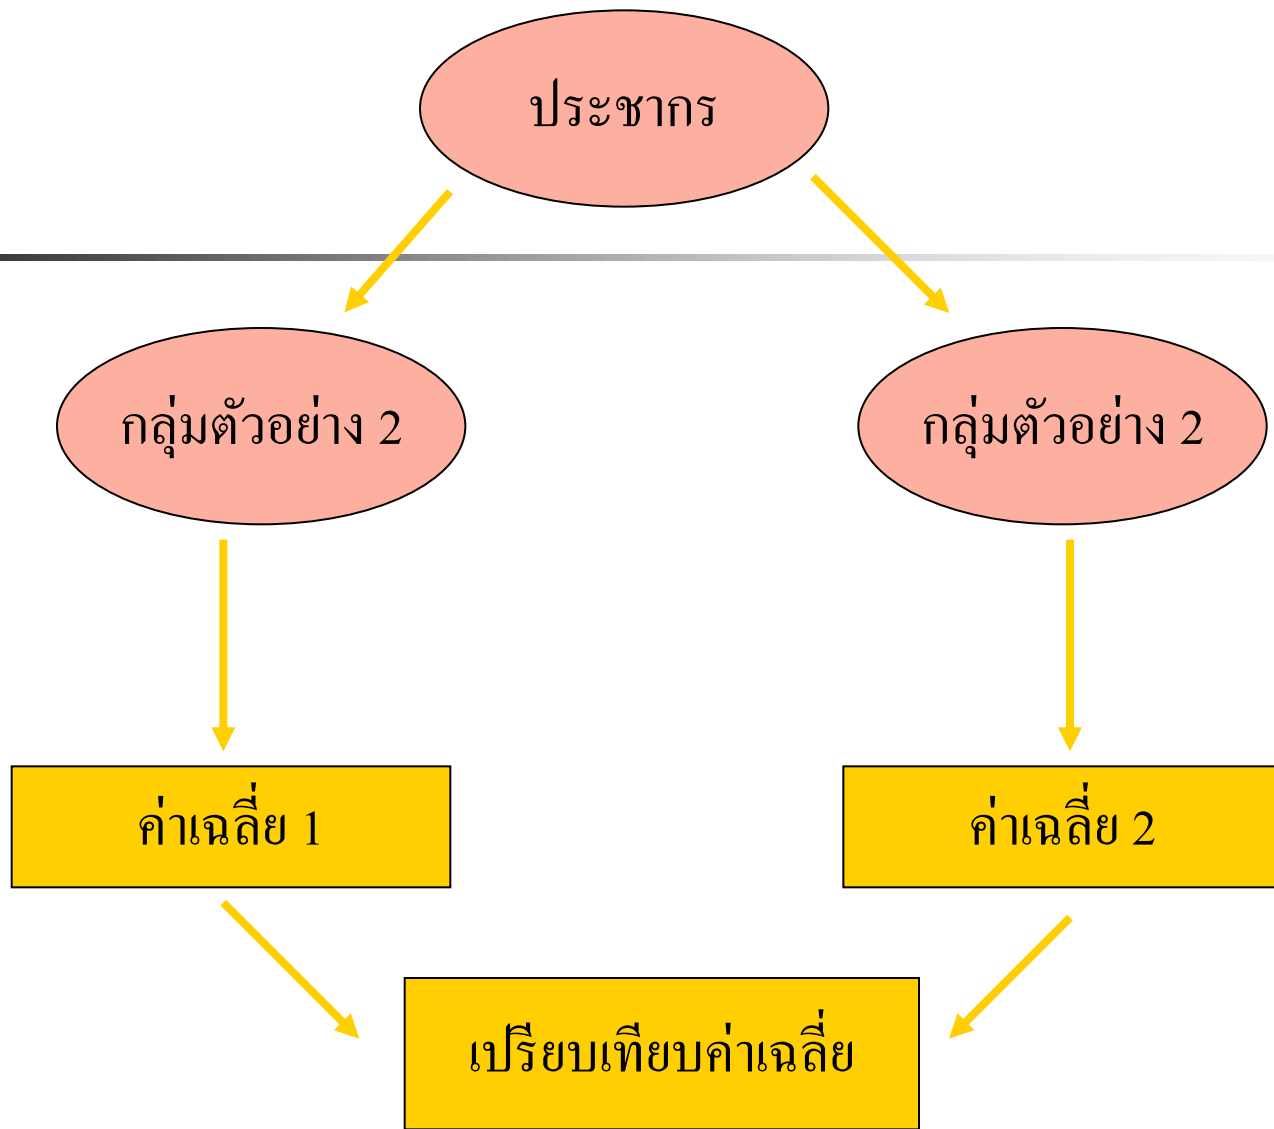 ประชากร
กลุ่มตัวอย่าง 2
กลุ่มตัวอย่าง 2
ค่าเฉลี่ย 1
ค่าเฉลี่ย 2
เปรียบเทียบค่าเฉลี่ย